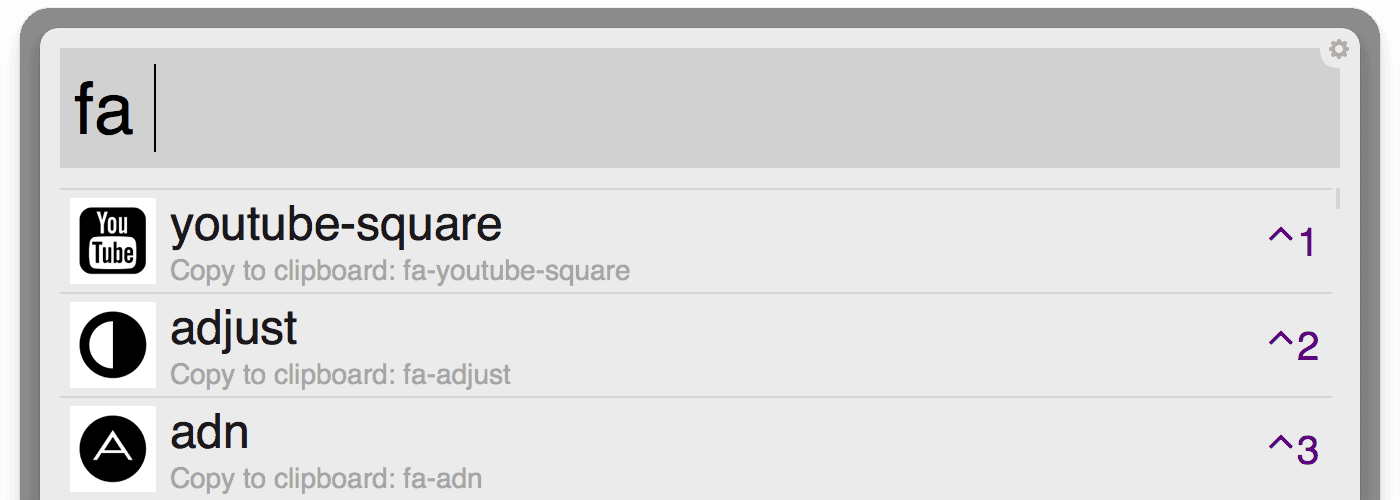 fa
You
Tube
youtube-square
Copy to clipboard: fa-youtube-square
^1
adjust
Copy to clipboard: fa-adjust
^2
adn
Copy to clipboard: fa-adn
^3